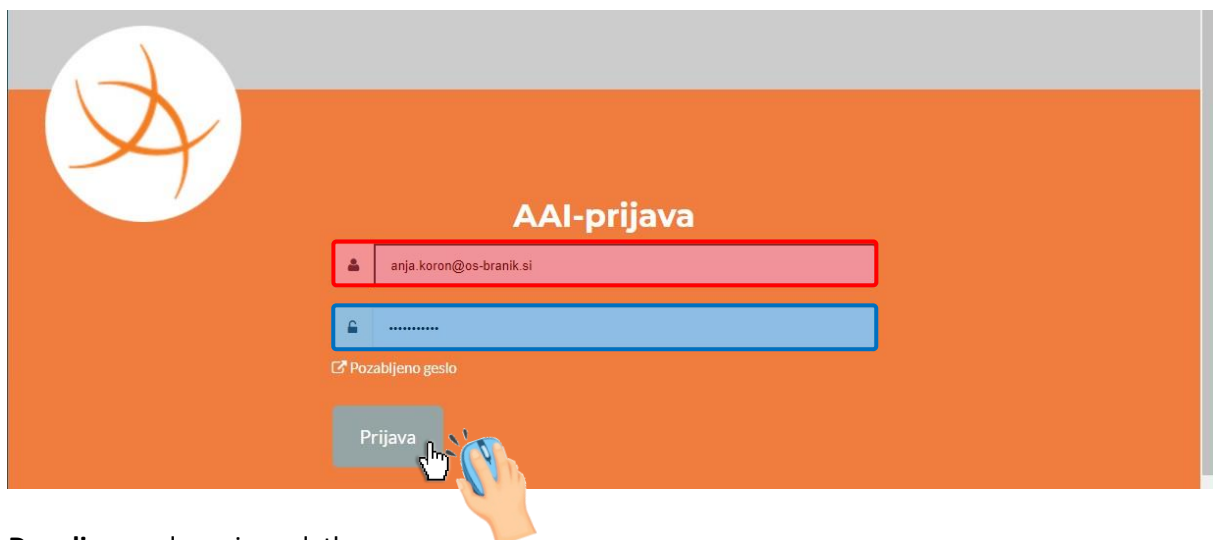 AAI-prijava
anja.koron@os-branik.si
•••••••••••
Pozabljeno geslo
Prijava